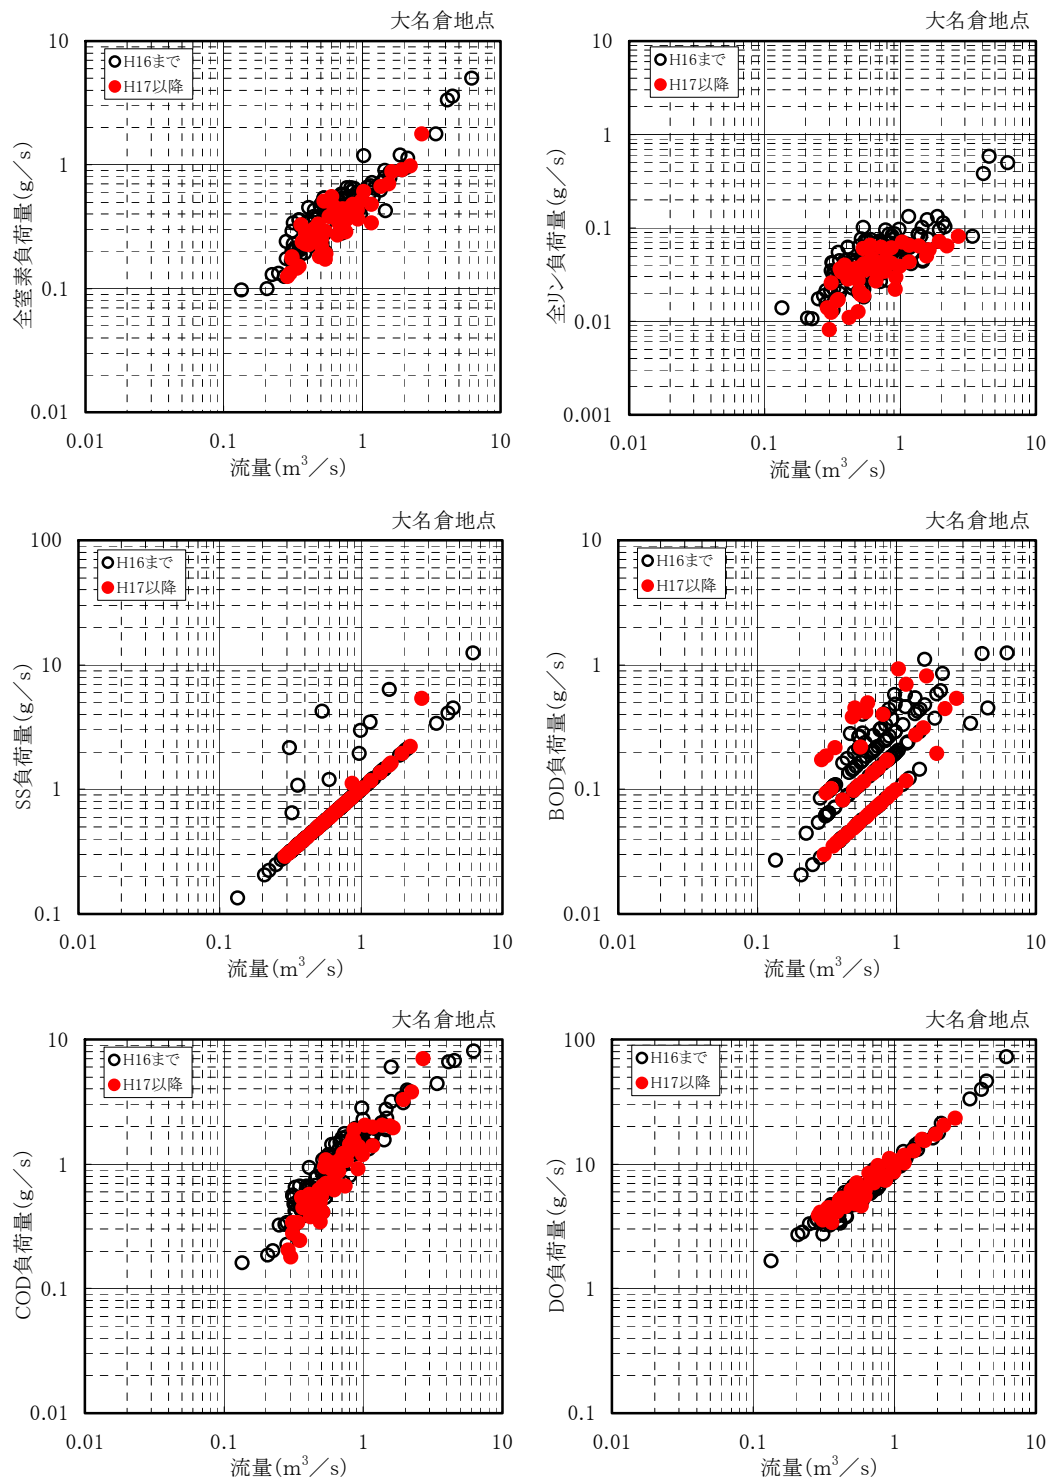 大名倉地点
10
H16まで
H17以降
1
0.1
0.01
全窒素負荷量(g／s)
0.01
0.1
1
10
流量(m³／s)
大名倉地点
10
H16まで
H17以降
1
0.1
0.01
0.001
全リン負荷量(g／s)
0.01
0.1
1
10
流量(m³／s)
大名倉地点
100
H16まで
H17以降
10
1
0.1
SS負荷量(g／s)
0.01
0.1
1
10
流量(m³／s)
大名倉地点
10
H16まで
H17以降
1
0.1
0.01
BOD負荷量(g／s)
0.01
0.1
1
10
流量(m³／s)
大名倉地点
10
H16まで
H17以降
1
0.1
0.01
COD負荷量(g／s)
0.01
0.1
1
10
流量(m³／s)
大名倉地点
100
H16まで
H17以降
10
1
0.1
DO負荷量(g／s)
0.01
0.1
1
10
流量(m³／s)